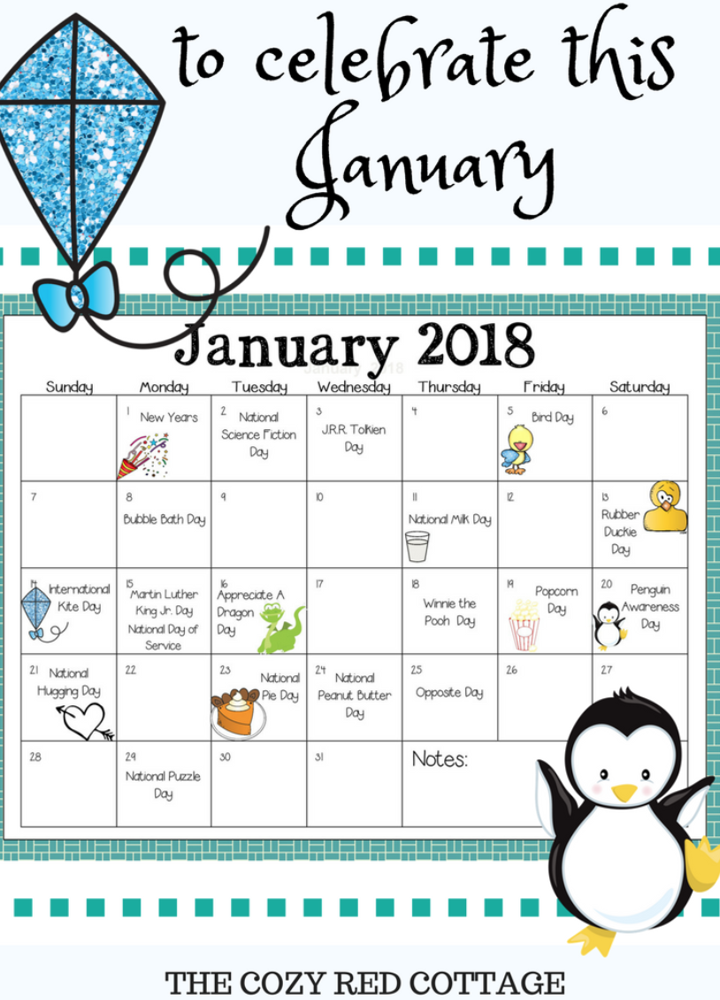 to celebrate this
January
January 2018
January 2018
Sunday Monday Tuesday Wednesday Thursday Friday Saturday
1 New Years
2 National
Science Fiction
Day
3
J.R.R. Tolkien
Day
4
5 Bird Day
6
7
8
Bubble Bath Day
9
10
11
National Milk Day
12
13
Rubber
Duckie
Day
14 International
Kite Day
15
Martin Luther
King Jr. Day
National Day of
Service
16
Appreciate A
Dragon
Day
17
18
Winnie the
Pooh Day
19 Popcorn
Day
20 Penguin
Awareness
Day
21 National
Hugging Day
22
23 National
Pie Day
24 National
Peanut Butter
Day
25
Opposite Day
26
27
28
29
National Puzzle
Day
30
31
Notes:
THE COZY RED COTTAGE